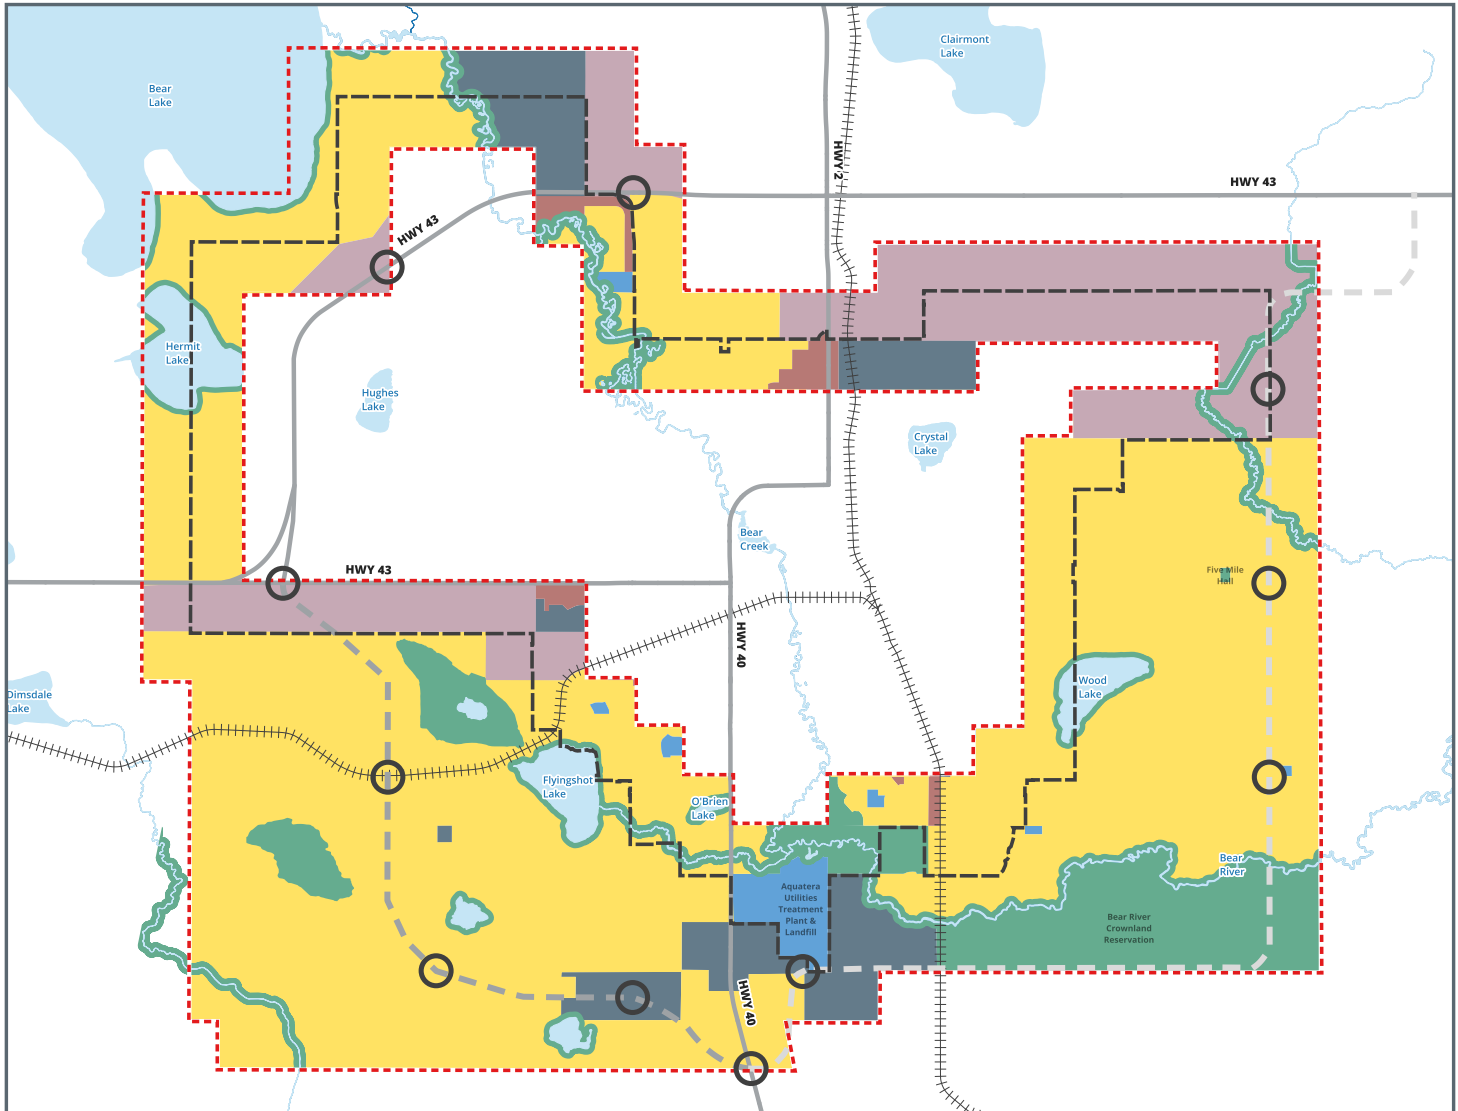 Clairmont
Lake
Bear
Lake
HWY 2
HWY 43
HWY 43
Hermit
Lake
Hughes
Lake
Crystal
Lake
Bear
Creek
HWY 43
Five Mile
Hall
HWY 40
Wood
Lake
Dimsdale
Lake
Flyingshot
Lake
O'Brien
Lake
Bear
River
Aquatera
Utilities
Treatment
Plant &
Landfill
Bear River
Crownland
Reservation
HWY 40